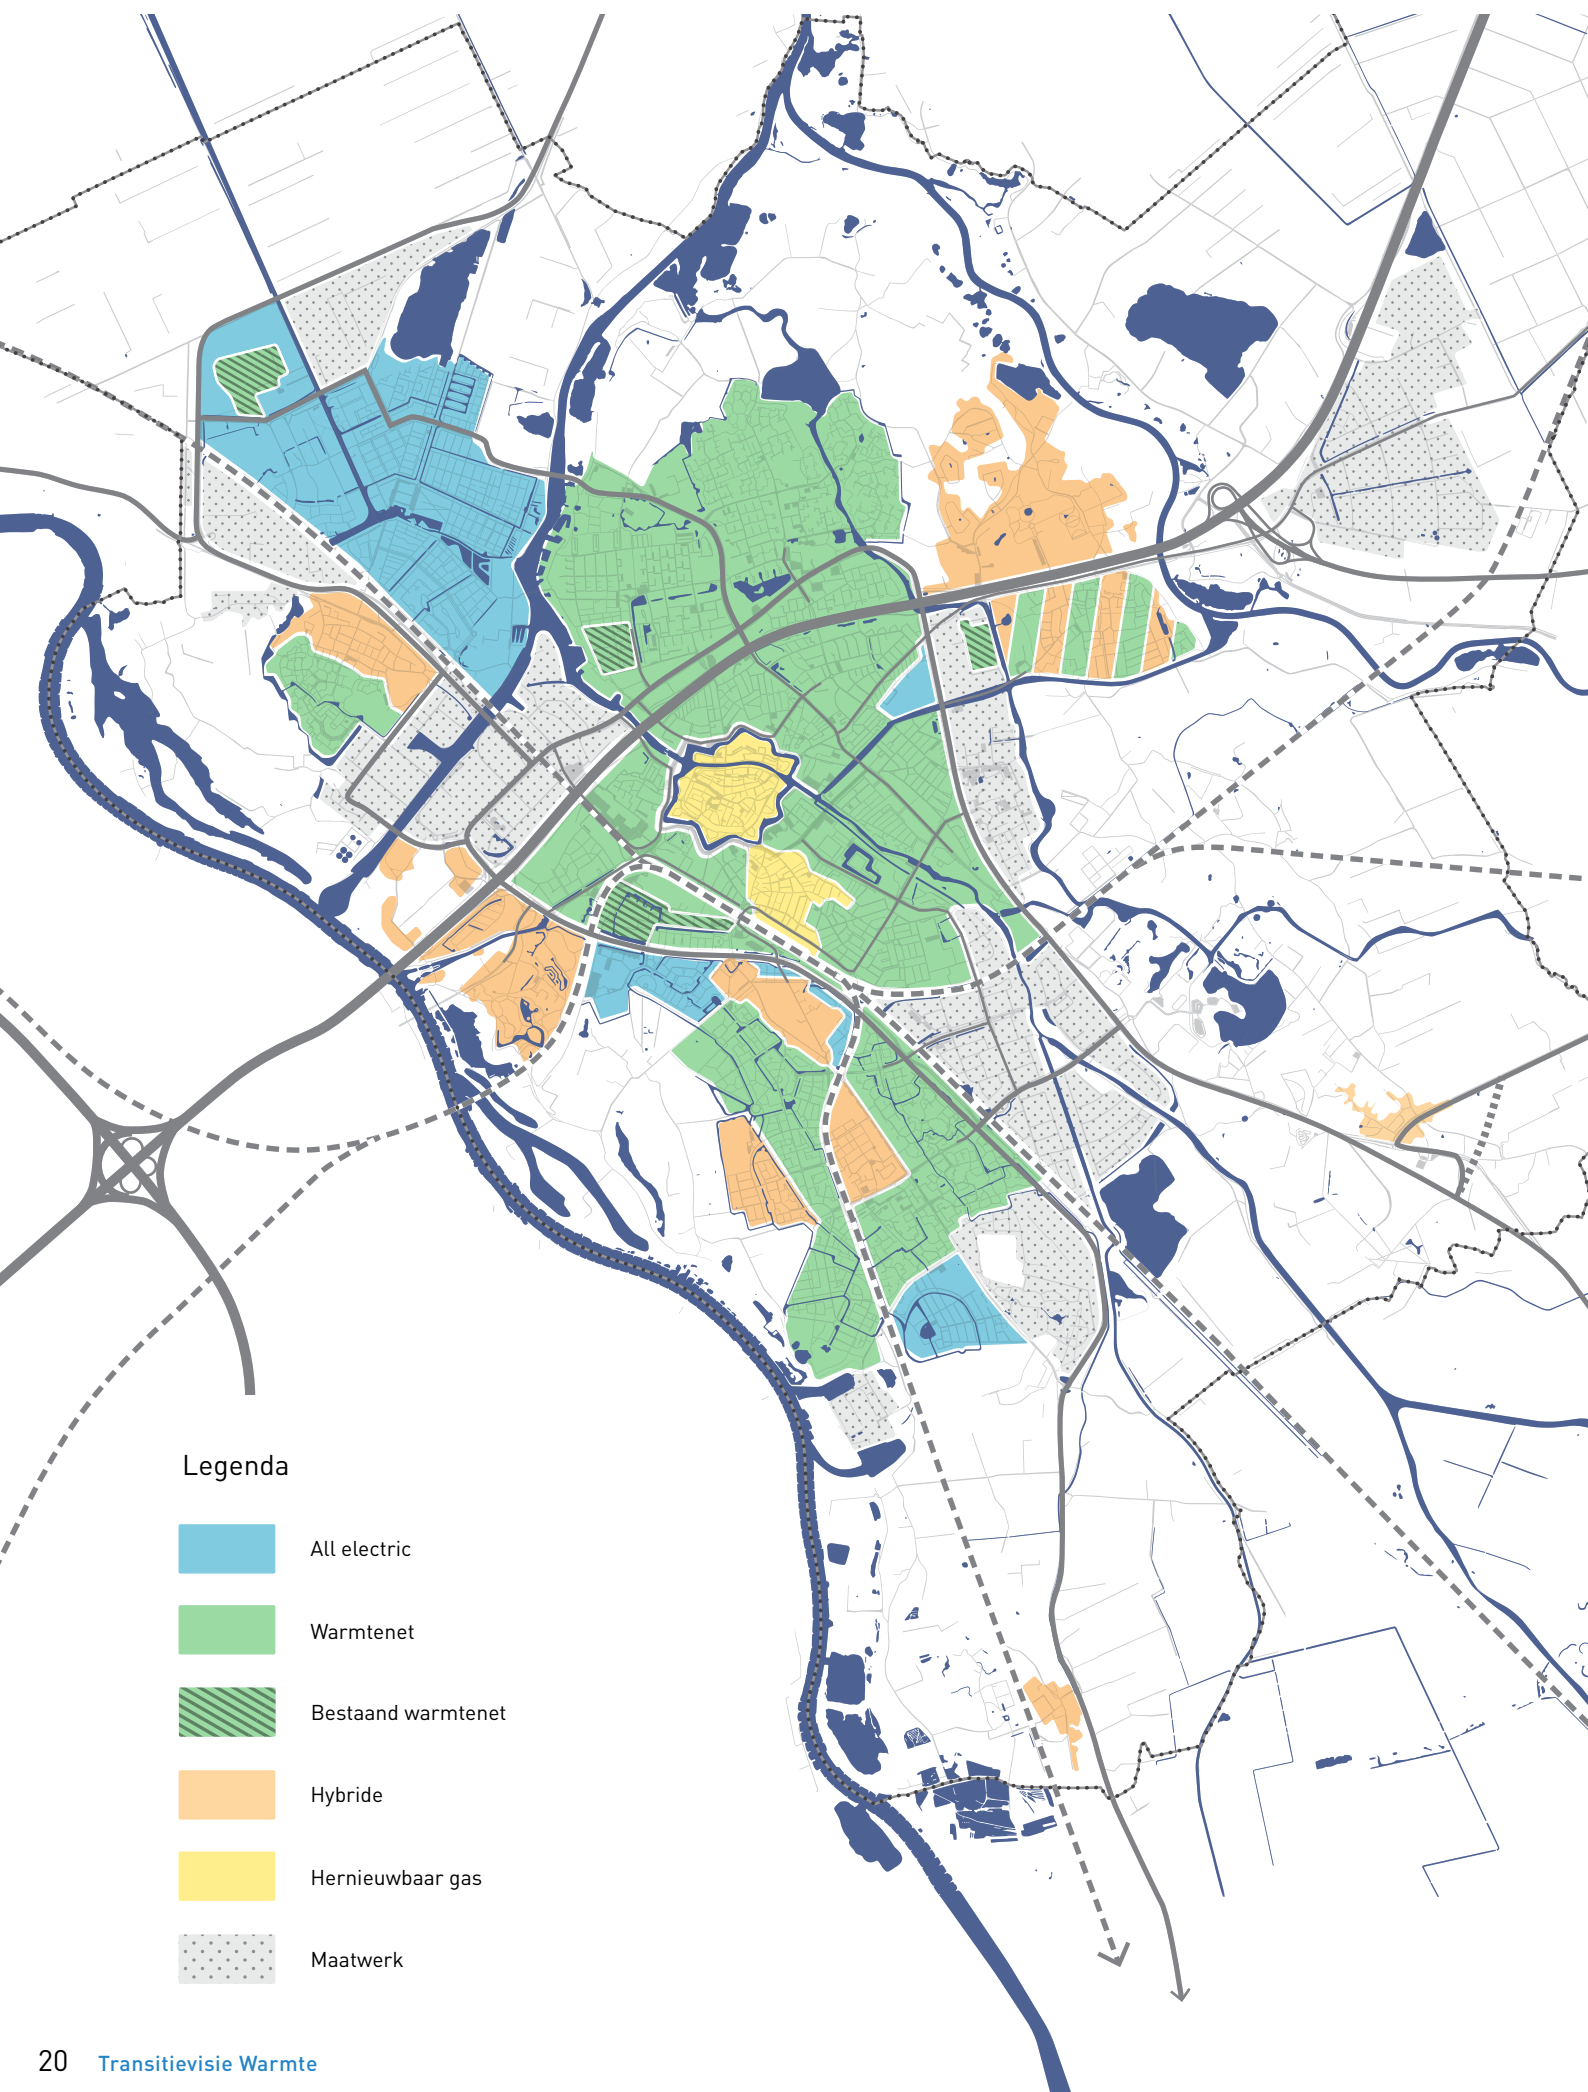 Legenda
All electric
Warmtenet
Bestaand warmtenet
Hybride
Hernieuwbaar gas
Maatwerk
20 Transitievisie Warmte